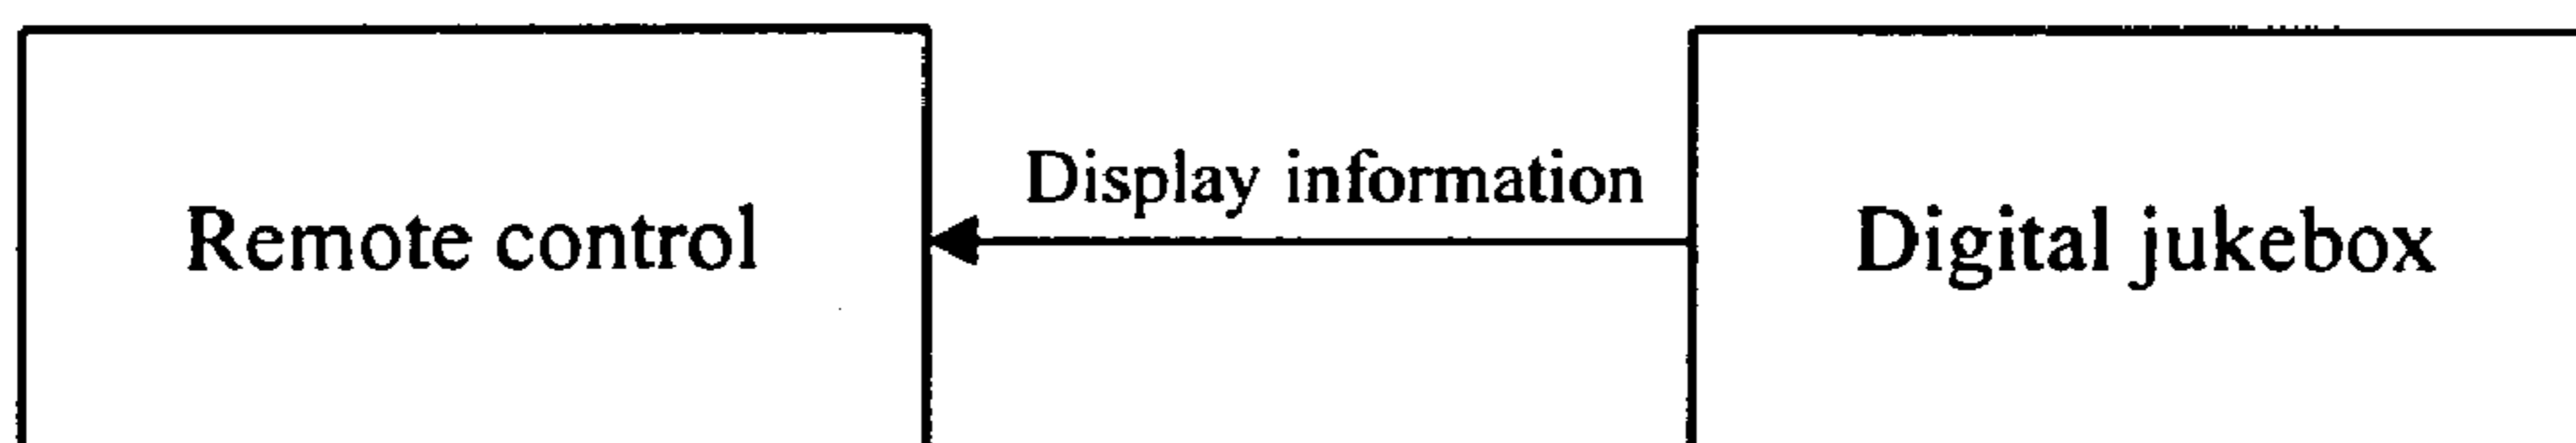 Display information
Remote control
Digital jukebox